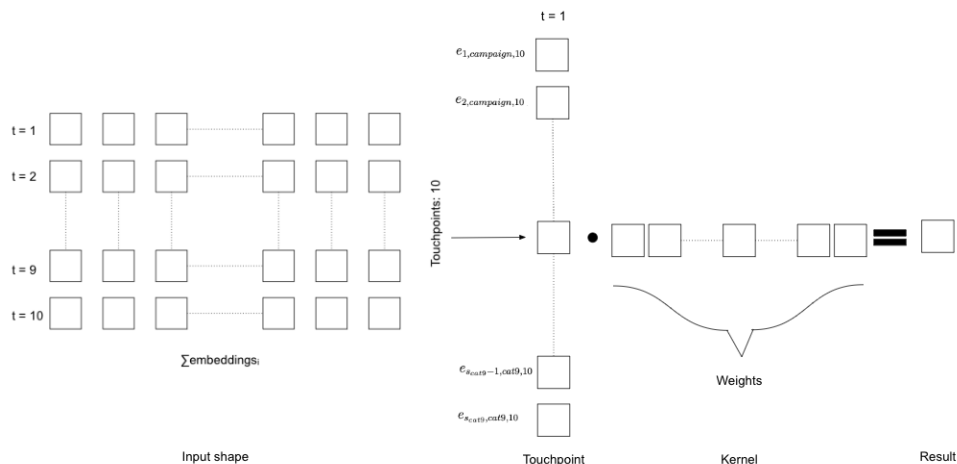 t = 1
t = 2
t = 9
t = 10
∑embeddingsᵢ
Input shape
Touchpoints: 10
t = 1
e_{1,campaign,10}
e_{2,campaign,10}
e_{s_{cat9}-1,cat9,10}
e_{s_{cat9},cat9,10}
Touchpoint
Weights
Kernel
Result